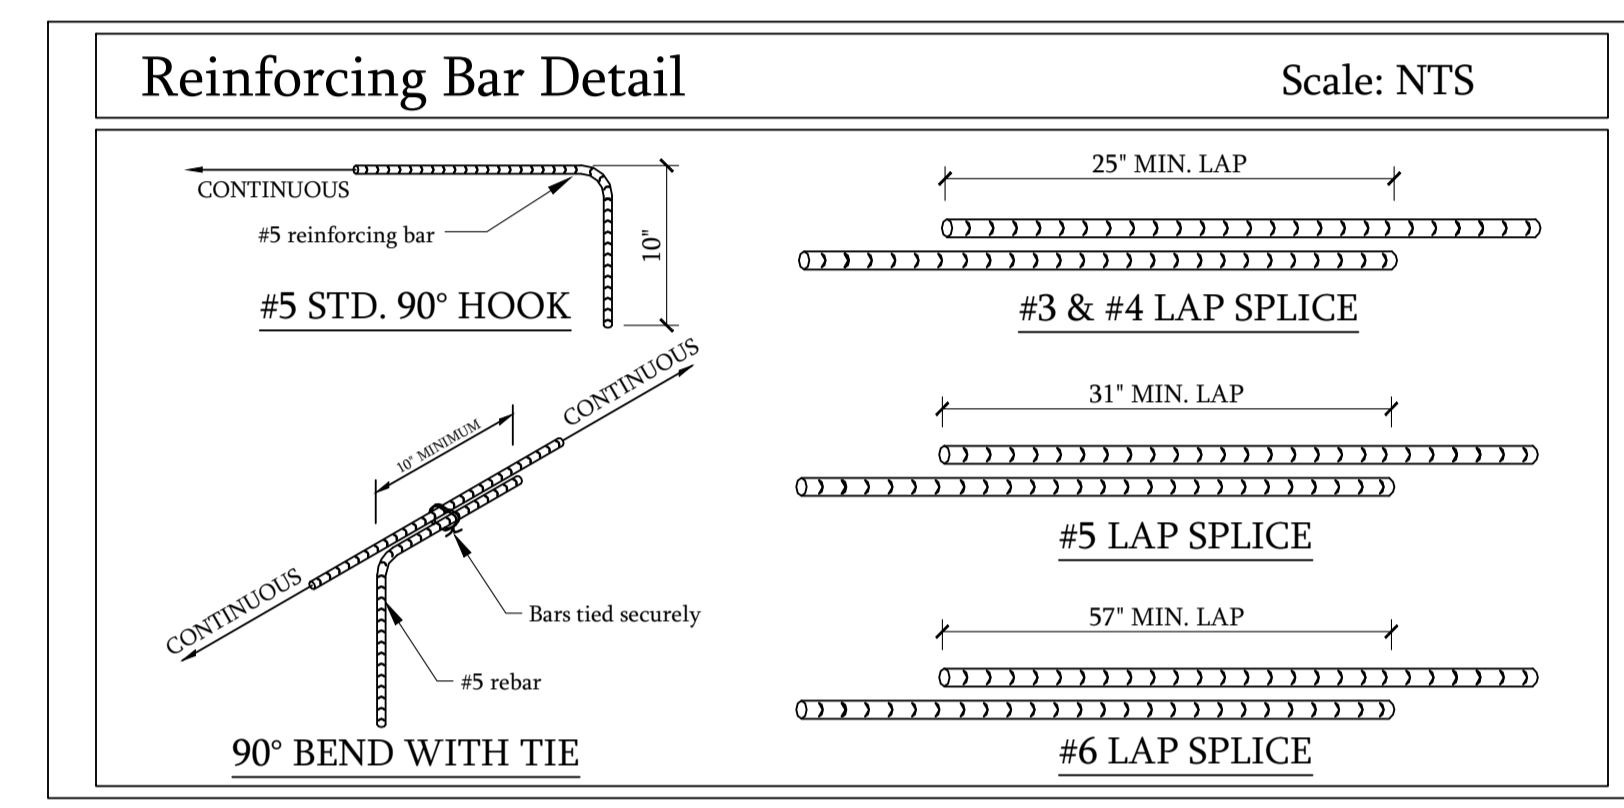 Reinforcing Bar Detail
Scale: NTS
CONTINUOUS
#5 reinforcing bar
10"
#5 STD. 90° HOOK
25" MIN. LAP
#3 & #4 LAP SPLICE
CONTINUOUS
10" MINIMUM
CONTINUOUS
Bars tied securely
#5 rebar
90° BEND WITH TIE
31" MIN. LAP
#5 LAP SPLICE
57" MIN. LAP
#6 LAP SPLICE